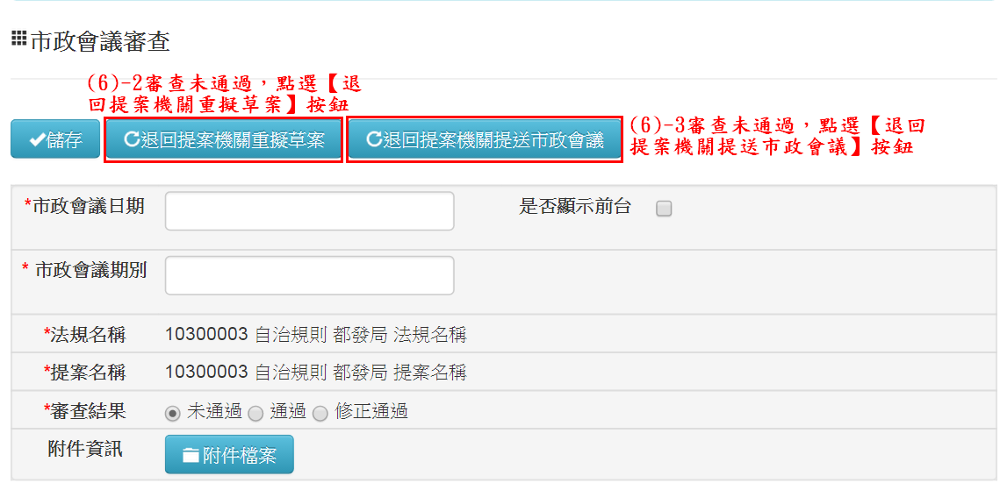 市政會議審查
(6)-2審查未通過，點選【退
回提案機關重擬草案】按鈕
儲存
退回提案機關重擬草案
退回提案機關提送市政會議
(6)-3審查未通過，點選【退回
提案機關提送市政會議】按鈕
*市政會議日期
是否顯示前台
* 市政會議期別
*法規名稱 10300003 自治規則 都發局 法規名稱
*提案名稱 10300003 自治規則 都發局 提案名稱
*審查結果 未通過 通過 修正通過
附件資訊 附件檔案